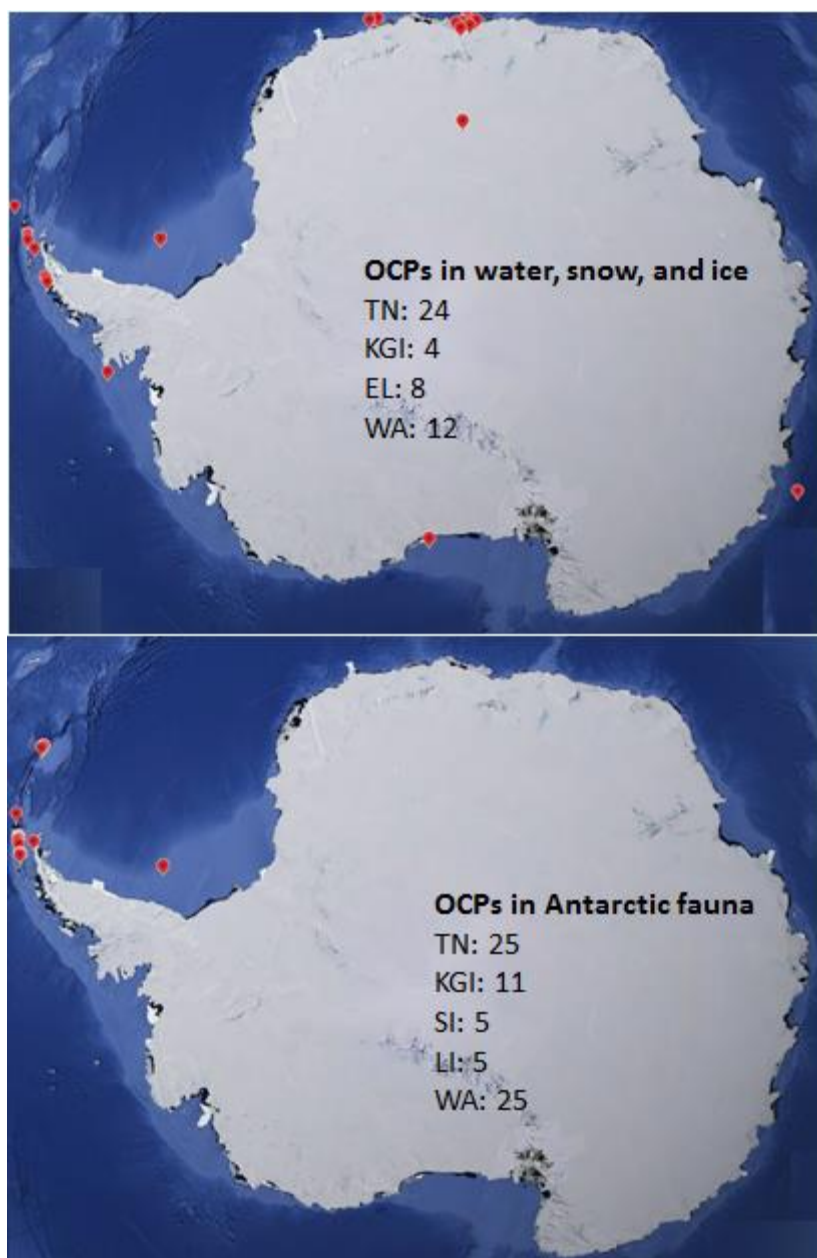 OCPs in water, snow, and ice
TN: 24
KGI: 4
EL: 8
WA: 12
OCPs in Antarctic fauna
TN: 25
KGI: 11
SI: 5
LI: 5
WA: 25